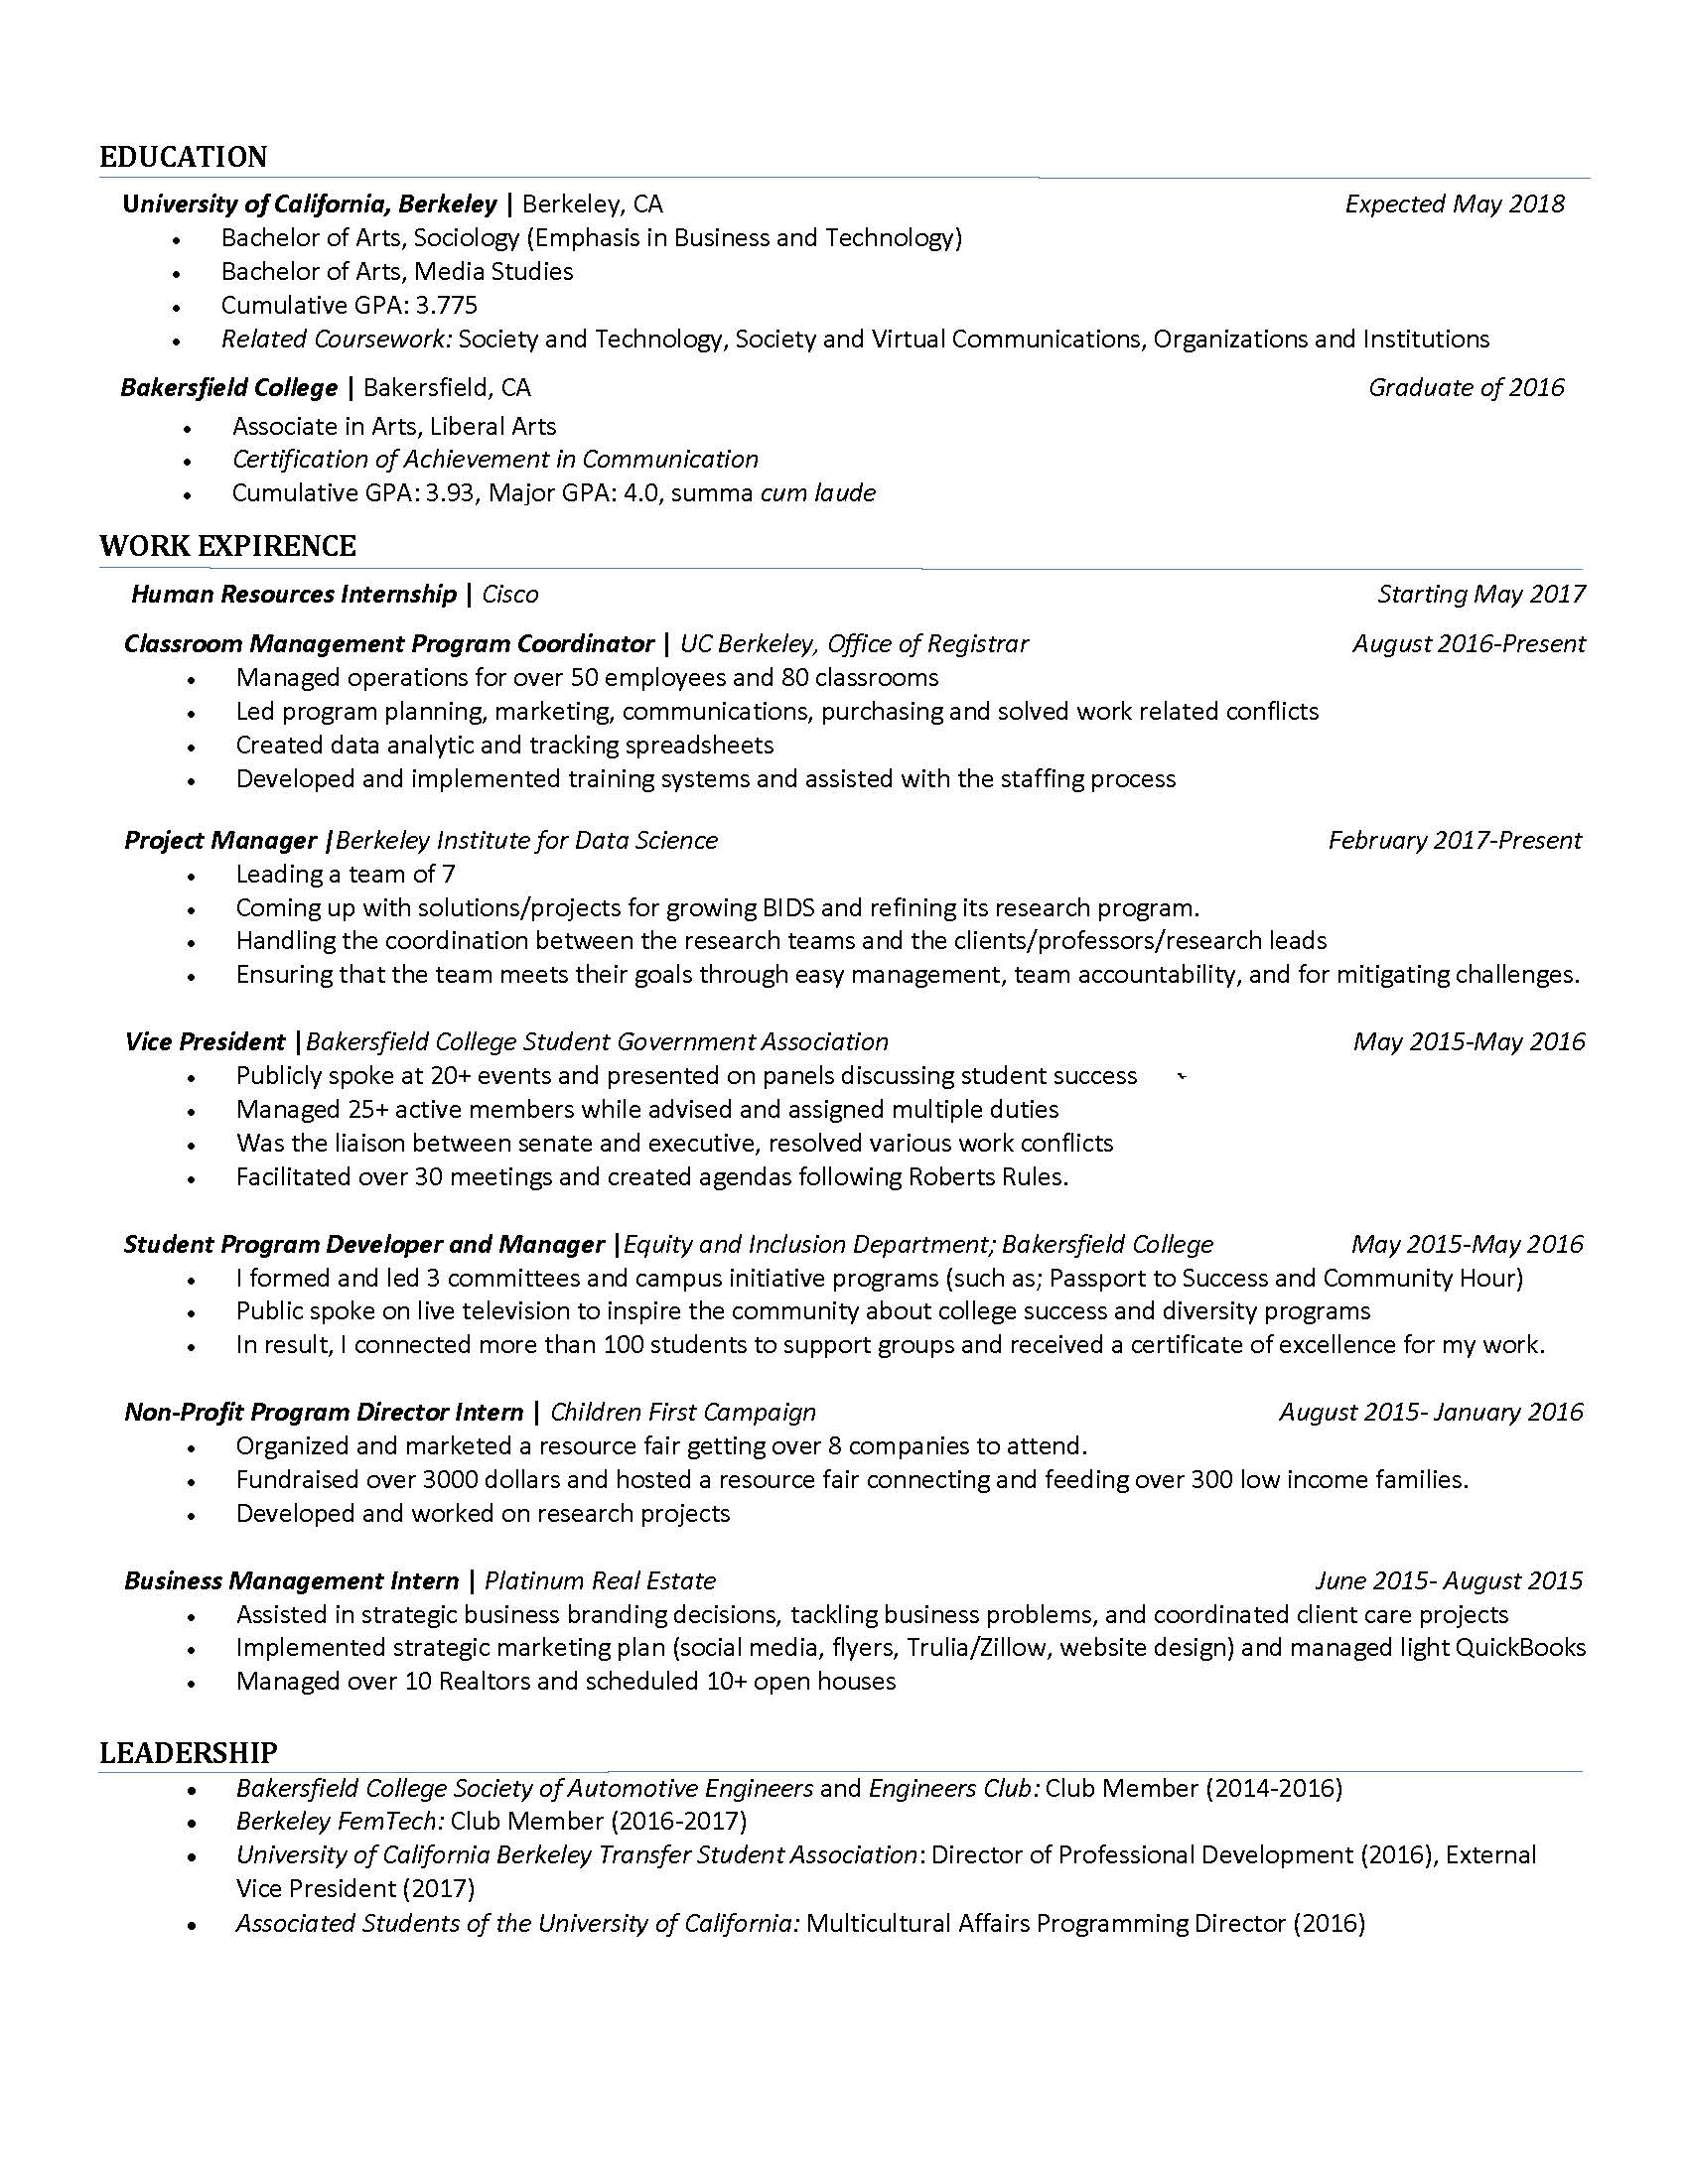 EDUCATION
University of California, Berkeley | Berkeley, CA Expected May 2018
• Bachelor of Arts, Sociology (Emphasis in Business and Technology)
• Bachelor of Arts, Media Studies
• Cumulative GPA: 3.775
• Related Coursework: Society and Technology, Society and Virtual Communications, Organizations and Institutions
Bakersfield College | Bakersfield, CA Graduate of 2016
• Associate in Arts, Liberal Arts
• Certification of Achievement in Communication
• Cumulative GPA: 3.93, Major GPA: 4.0, summa cum laude
WORK EXPIRENCE
Human Resources Internship | Cisco Starting May 2017
Classroom Management Program Coordinator | UC Berkeley, Office of Registrar August 2016-Present
• Managed operations for over 50 employees and 80 classrooms
• Led program planning, marketing, communications, purchasing and solved work related conflicts
• Created data analytic and tracking spreadsheets
• Developed and implemented training systems and assisted with the staffing process
Project Manager |Berkeley Institute for Data Science February 2017-Present
• Leading a team of 7
• Coming up with solutions/projects for growing BIDS and refining its research program.
• Handling the coordination between the research teams and the clients/professors/research leads
• Ensuring that the team meets their goals through easy management, team accountability, and for mitigating challenges.
Vice President |Bakersfield College Student Government Association May 2015-May 2016
• Publicly spoke at 20+ events and presented on panels discussing student success
• Managed 25+ active members while advised and assigned multiple duties
• Was the liaison between senate and executive, resolved various work conflicts
• Facilitated over 30 meetings and created agendas following Roberts Rules.
Student Program Developer and Manager |Equity and Inclusion Department; Bakersfield College May 2015-May 2016
• I formed and led 3 committees and campus initiative programs (such as; Passport to Success and Community Hour)
• Public spoke on live television to inspire the community about college success and diversity programs
• In result, I connected more than 100 students to support groups and received a certificate of excellence for my work.
Non-Profit Program Director Intern | Children First Campaign August 2015- January 2016
• Organized and marketed a resource fair getting over 8 companies to attend.
• Fundraised over 3000 dollars and hosted a resource fair connecting and feeding over 300 low income families.
• Developed and worked on research projects
Business Management Intern | Platinum Real Estate June 2015- August 2015
• Assisted in strategic business branding decisions, tackling business problems, and coordinated client care projects
• Implemented strategic marketing plan (social media, flyers, Trulia/Zillow, website design) and managed light QuickBooks
• Managed over 10 Realtors and scheduled 10+ open houses
LEADERSHIP
• Bakersfield College Society of Automotive Engineers and Engineers Club: Club Member (2014-2016)
• Berkeley FemTech: Club Member (2016-2017)
• University of California Berkeley Transfer Student Association: Director of Professional Development (2016), External
Vice President (2017)
• Associated Students of the University of California: Multicultural Affairs Programming Director (2016)